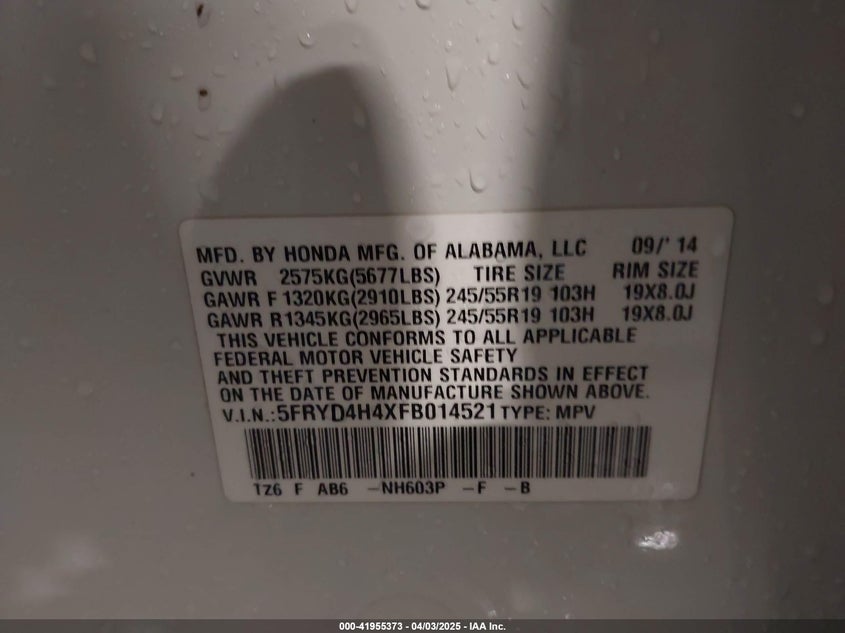 MFD. BY HONDA MFG. OF ALABAMA, LLC 09/' 14
GVWR 2575KG(5677LBS) TIRE SIZE RIM SIZE
GAWR F 1320KG(2910LBS) 245/55R19 103H 19X8.0J
GAWR R1345KG(2965LBS) 245/55R19 103H 19X8.0J
THIS VEHICLE CONFORMS TO ALL APPLICABLE
FEDERAL MOTOR VEHICLE SAFETY
AND THEFT PREVENTION STANDARDS IN EFFECT
ON THE DATE OF MANUFACTURE SHOWN ABOVE.
V.I.N.:5FRYD4H4XFB014521 TYPE: MPV
TZ6 F AB6 -NH603P -F -B
000-41955373 - 04/03/2025 - IAA Inc.